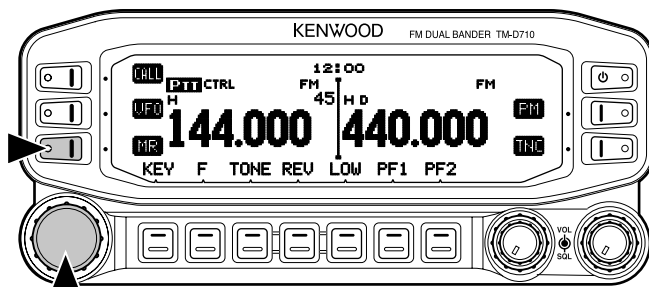 KENWOOD FM DUAL BANDER TM-D710
CALL 12:00
PTT CTRL FM FM
VFO H 45 H D PM
MR 144.000 440.000 TNC
KEY F TONE REV LOW PF1 PF2
VOL
SQL